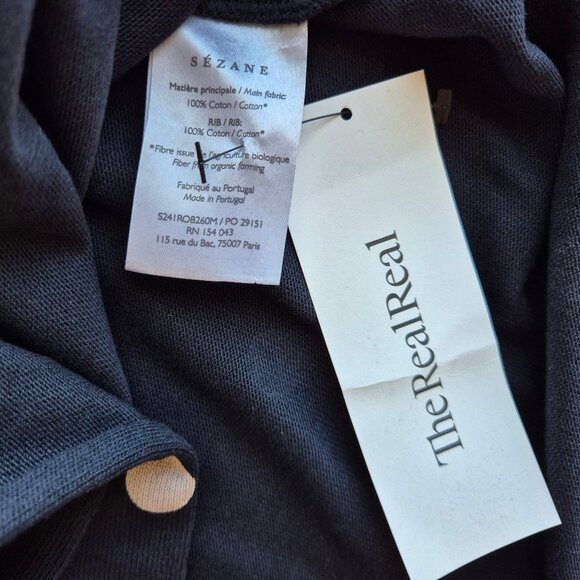 SÉZANE
Matière principale / Main fabric:
100% Coton / Cotton*
RIB / RIB:
100% Coton / Cotton*
*Fibre issue de l'agriculture biologique
Fiber from organic farming
Fabriqué au Portugal
Made in Portugal
S241ROB260M / PO 29151
RN 154 043
115 rue du Bac, 75007 Paris
TheRealReal